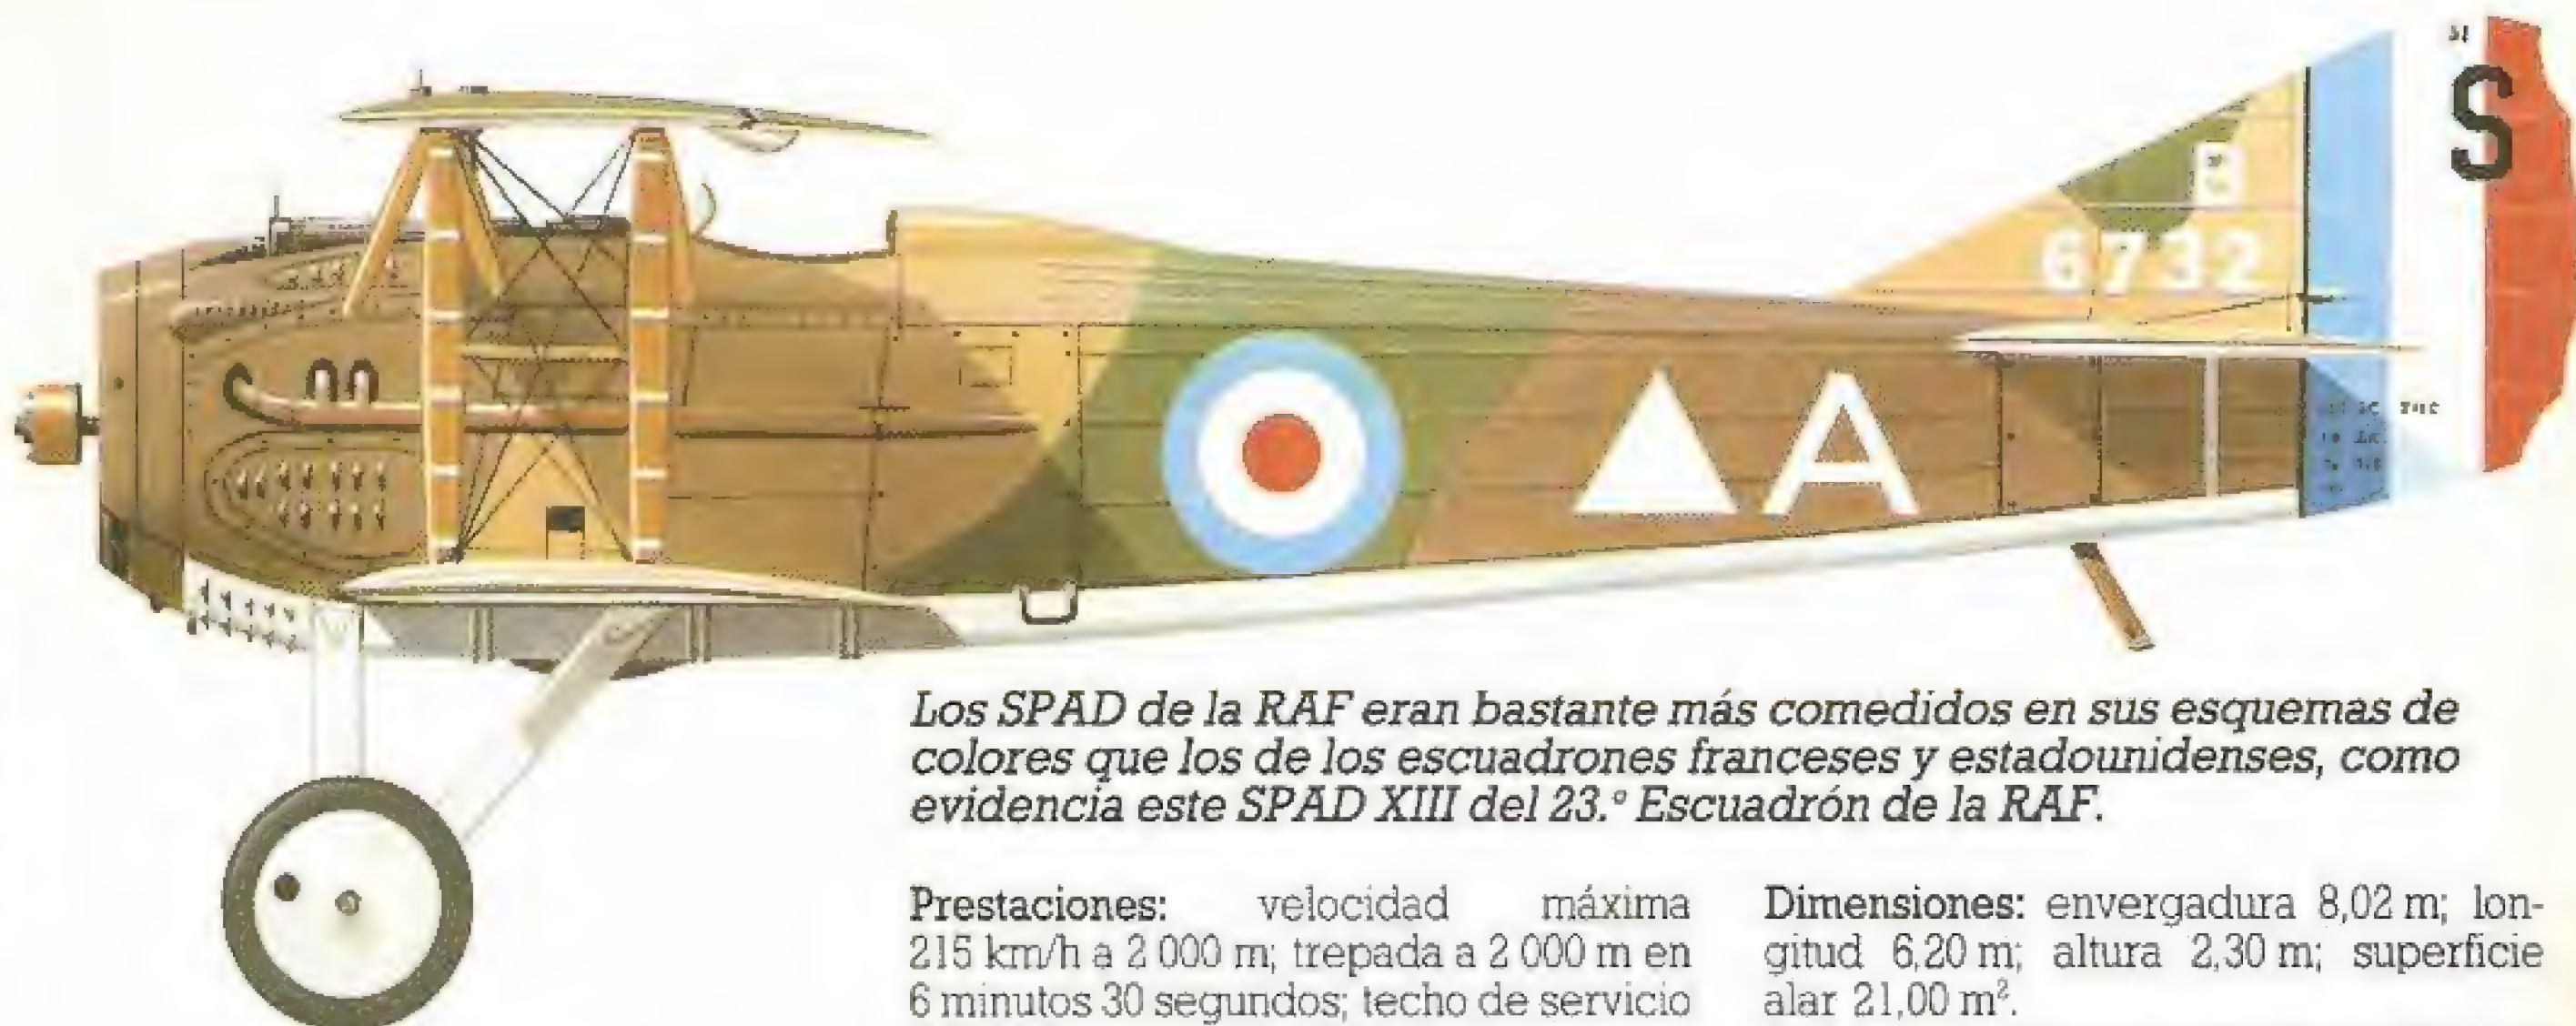 S
B
6732
A
Los SPAD de la RAF eran bastante más comedidos en sus esquemas de
colores que los de los escuadrones franceses y estadounidenses, como
evidencia este SPAD XIII del 23.º Escuadrón de la RAF.
Prestaciones: velocidad máxima
215 km/h a 2 000 m; trepada a 2 000 m en
6 minutos 30 segundos; techo de servicio
Dimensiones: envergadura 8,02 m; lon-
gitud 6,20 m; altura 2,30 m; superficie
alar 21,00 m².